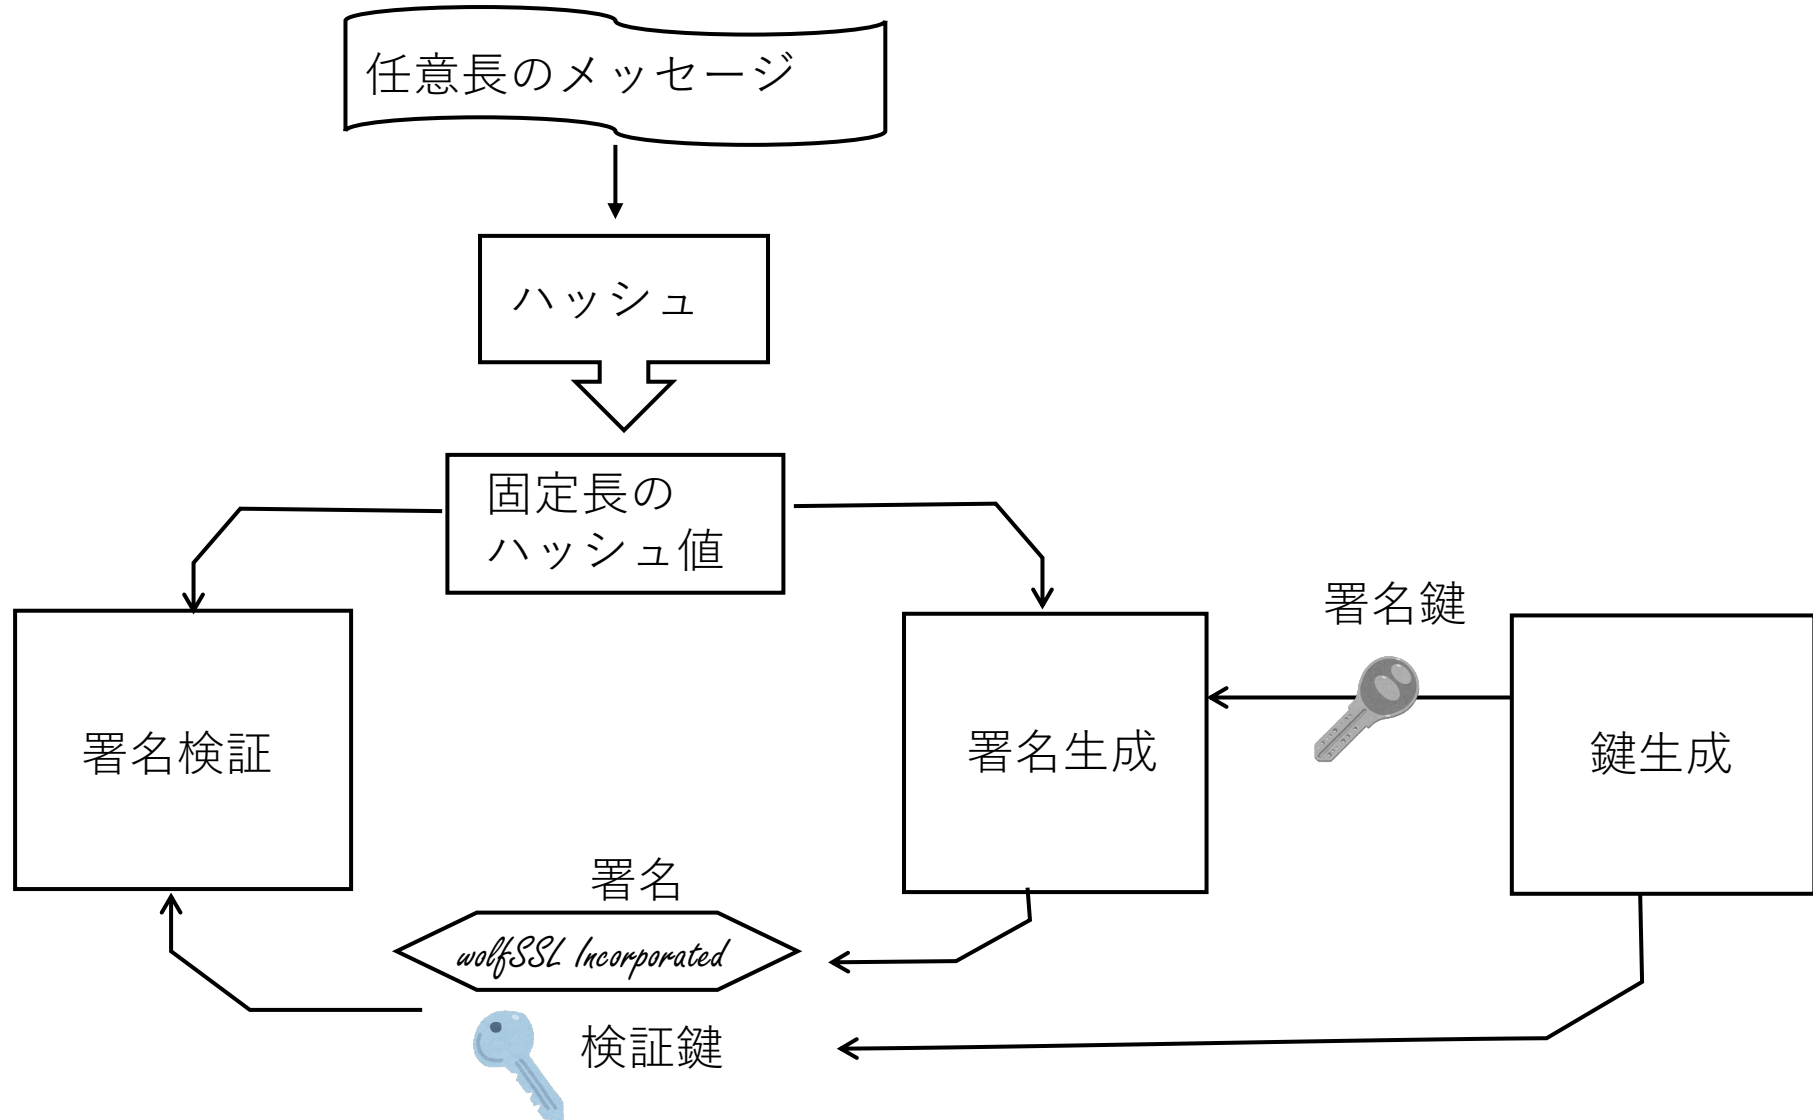 任意長のメッセージ
ハッシュ
固定長の
ハッシュ値
署名鍵
署名検証
署名生成
鍵生成
署名
wolfSSL Incorporated
検証鍵